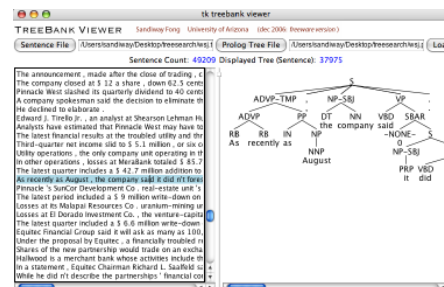 tk treebank viewer
TREEBANK VIEWER Sandiway Fong University of Arizona (dec 2006: freeware version)
Sentence File /Users/sandiway/Desktop/treesearch/wsj.t Prolog Tree File /Users/sandiway/Desktop/treesearch/wsj. Loa
Sentence Count: 49209 Displayed Tree (Sentence): 37975
The announcement , made after the close of trading , c
The company closed at $ 12 a share , down 62.5 cents
Pinnacle West slashed its quarterly dividend to 40 cents
A company spokesman said the decision to eliminate th
He declined to elaborate .
Edward J. Tirello Jr. , an analyst at Shearson Lehman Hu
Analysts have estimated that Pinnacle West may have to
The latest financial results at the troubled utility and thr
Third-quarter net income slid to $ 5.1 million , or six c
Utility operations , the only company unit operating in th
In other operations , losses at MeraBank totaled $ 85.7
The latest quarter includes a $ 42.7 million addition to
As recently as August , the company said it did n't fores
Pinnacle 's SunCor Development Co . real-estate unit 's
The latest period included a $ 9 million write-down on
Losses at its Malapai Resources Co . uranium-mining un
Losses at El Dorado Investment Co. , the venture-capita
The latest quarter included a $ 6.6 million write-down
Equitec Financial Group said it will ask as many as 100,
Under the proposal by Equitec , a financially troubled r
Shares of the new partnership would trade on an excha
Hallwood is a merchant bank whose activities include th
In a statement , Equitec Chairman Richard L. Saalfeld sa
While he did n't describe the partnerships ' financial con
S
ADVP-TMP , NP-SBJ VP .
ADVP PP DT NN VBD SBAR
, the company said
RB RB IN NP -NONE- S
As recently as 0 NP-SBJ
NNP PRP VBD
August it did